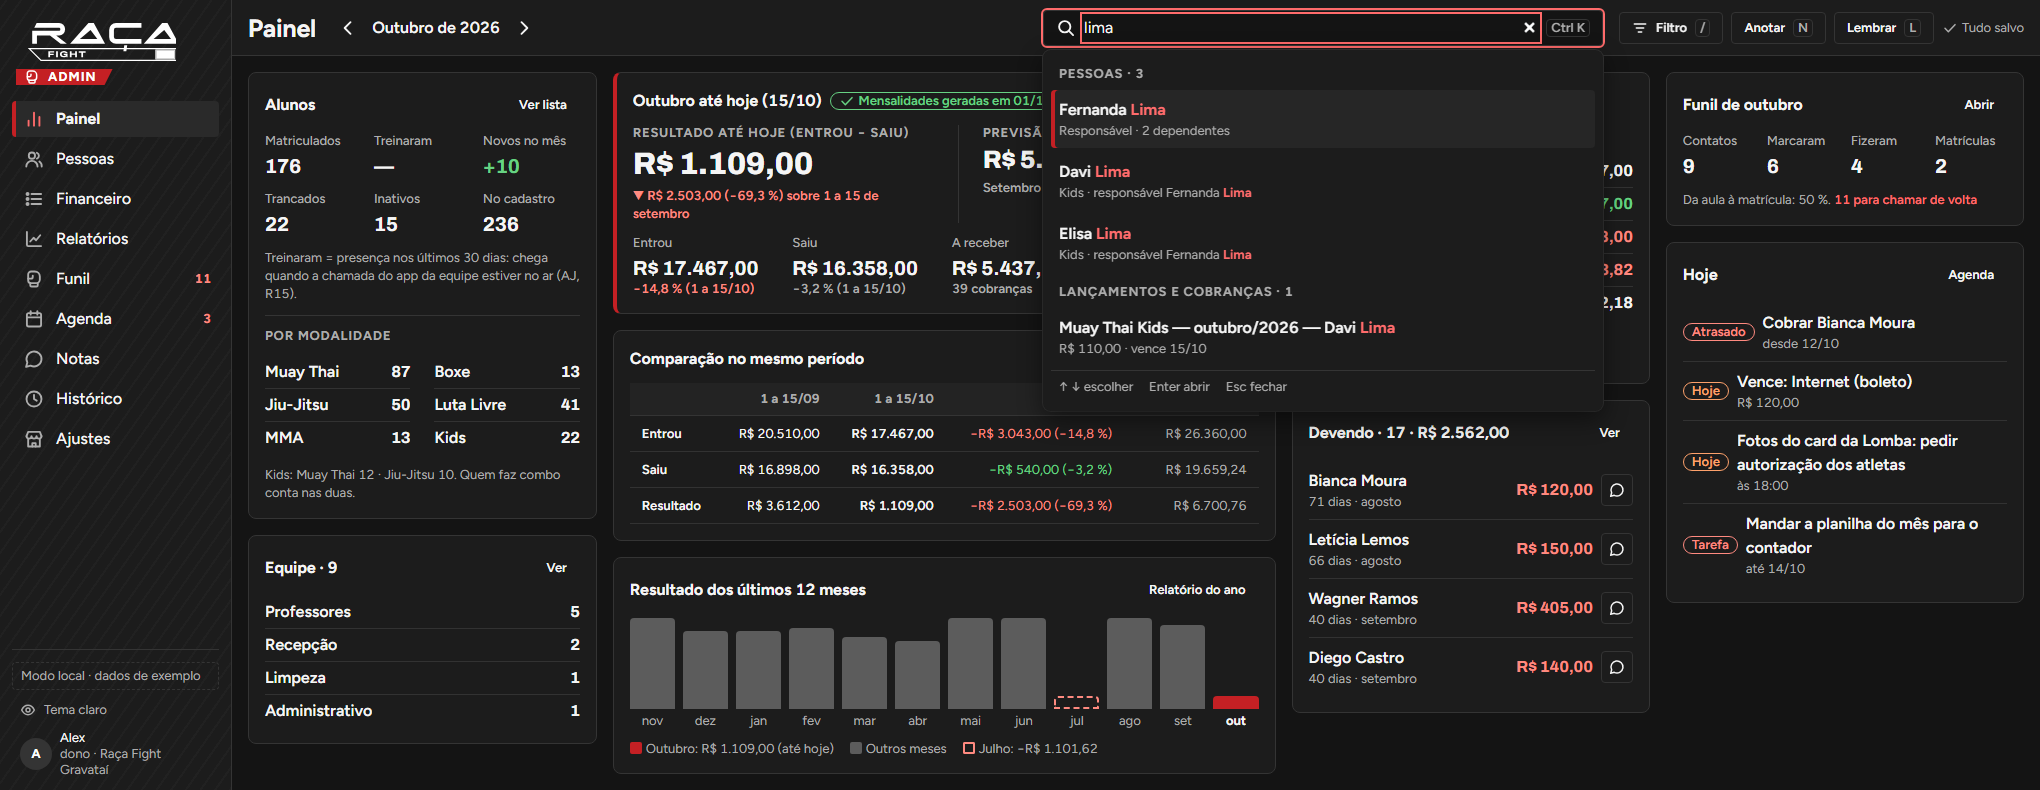 RAÇA
FIGHT
ADMIN
Painel
Pessoas
Financeiro
Relatórios
Funil 11
Agenda 3
Notas
Histórico
Ajustes
Modo local · dados de exemplo
Tema claro
A
Alex
dono · Raça Fight
Gravataí
Painel
Outubro de 2026
lima
Ctrl K
Filtro /
Anotar N
Lembrar L
Tudo salvo
Alunos
Ver lista
Matriculados Treinaram Novos no mês
176 — +10
Trancados Inativos No cadastro
22 15 236
Treinaram = presença nos últimos 30 dias: chega
quando a chamada do app da equipe estiver no ar (AJ,
R15).
POR MODALIDADE
Muay Thai 87 Boxe 13
Jiu-Jitsu 50 Luta Livre 41
MMA 13 Kids 22
Kids: Muay Thai 12 · Jiu-Jitsu 10. Quem faz combo
conta nas duas.
Equipe · 9
Ver
Professores 5
Recepção 2
Limpeza 1
Administrativo 1
Outubro até hoje (15/10)
Mensalidades geradas em 01/1
RESULTADO ATÉ HOJE (ENTROU − SAIU)
R$ 1.109,00
▼ R$ 2.503,00 (−69,3 %) sobre 1 a 15 de
setembro
PREVISÃ
R$ 5.
Setembro
Entrou Saiu A receber
R$ 17.467,00 R$ 16.358,00 R$ 5.437,
−14,8 % (1 a 15/10) −3,2 % (1 a 15/10) 39 cobranças
PESSOAS · 3
Fernanda Lima
Responsável · 2 dependentes
Davi Lima
Kids · responsável Fernanda Lima
Elisa Lima
Kids · responsável Fernanda Lima
LANÇAMENTOS E COBRANÇAS · 1
Muay Thai Kids — outubro/2026 — Davi Lima
R$ 110,00 · vence 15/10
↑ ↓ escolher Enter abrir Esc fechar
7,00
7,00
3,00
3,82
2,18
Comparação no mesmo período
1 a 15/09 1 a 15/10
Entrou R$ 20.510,00 R$ 17.467,00 −R$ 3.043,00 (−14,8 %) R$ 26.360,00
Saiu R$ 16.898,00 R$ 16.358,00 −R$ 540,00 (−3,2 %) R$ 19.659,24
Resultado R$ 3.612,00 R$ 1.109,00 −R$ 2.503,00 (−69,3 %) R$ 6.700,76
Resultado dos últimos 12 meses
Relatório do ano
nov dez jan fev mar abr mai jun jul ago set out
Outubro: R$ 1.109,00 (até hoje) Outros meses Julho: −R$ 1.101,62
Devendo · 17 · R$ 2.562,00
Ver
Bianca Moura
71 dias · agosto
R$ 120,00
Letícia Lemos
66 dias · agosto
R$ 150,00
Wagner Ramos
40 dias · setembro
R$ 405,00
Diego Castro
40 dias · setembro
R$ 140,00
Funil de outubro
Abrir
Contatos Marcaram Fizeram Matrículas
9 6 4 2
Da aula à matrícula: 50 %. 11 para chamar de volta
Hoje
Agenda
Atrasado
Cobrar Bianca Moura
desde 12/10
Hoje
Vence: Internet (boleto)
R$ 120,00
Hoje
Fotos do card da Lomba: pedir
autorização dos atletas
às 18:00
Tarefa
Mandar a planilha do mês para o
contador
até 14/10